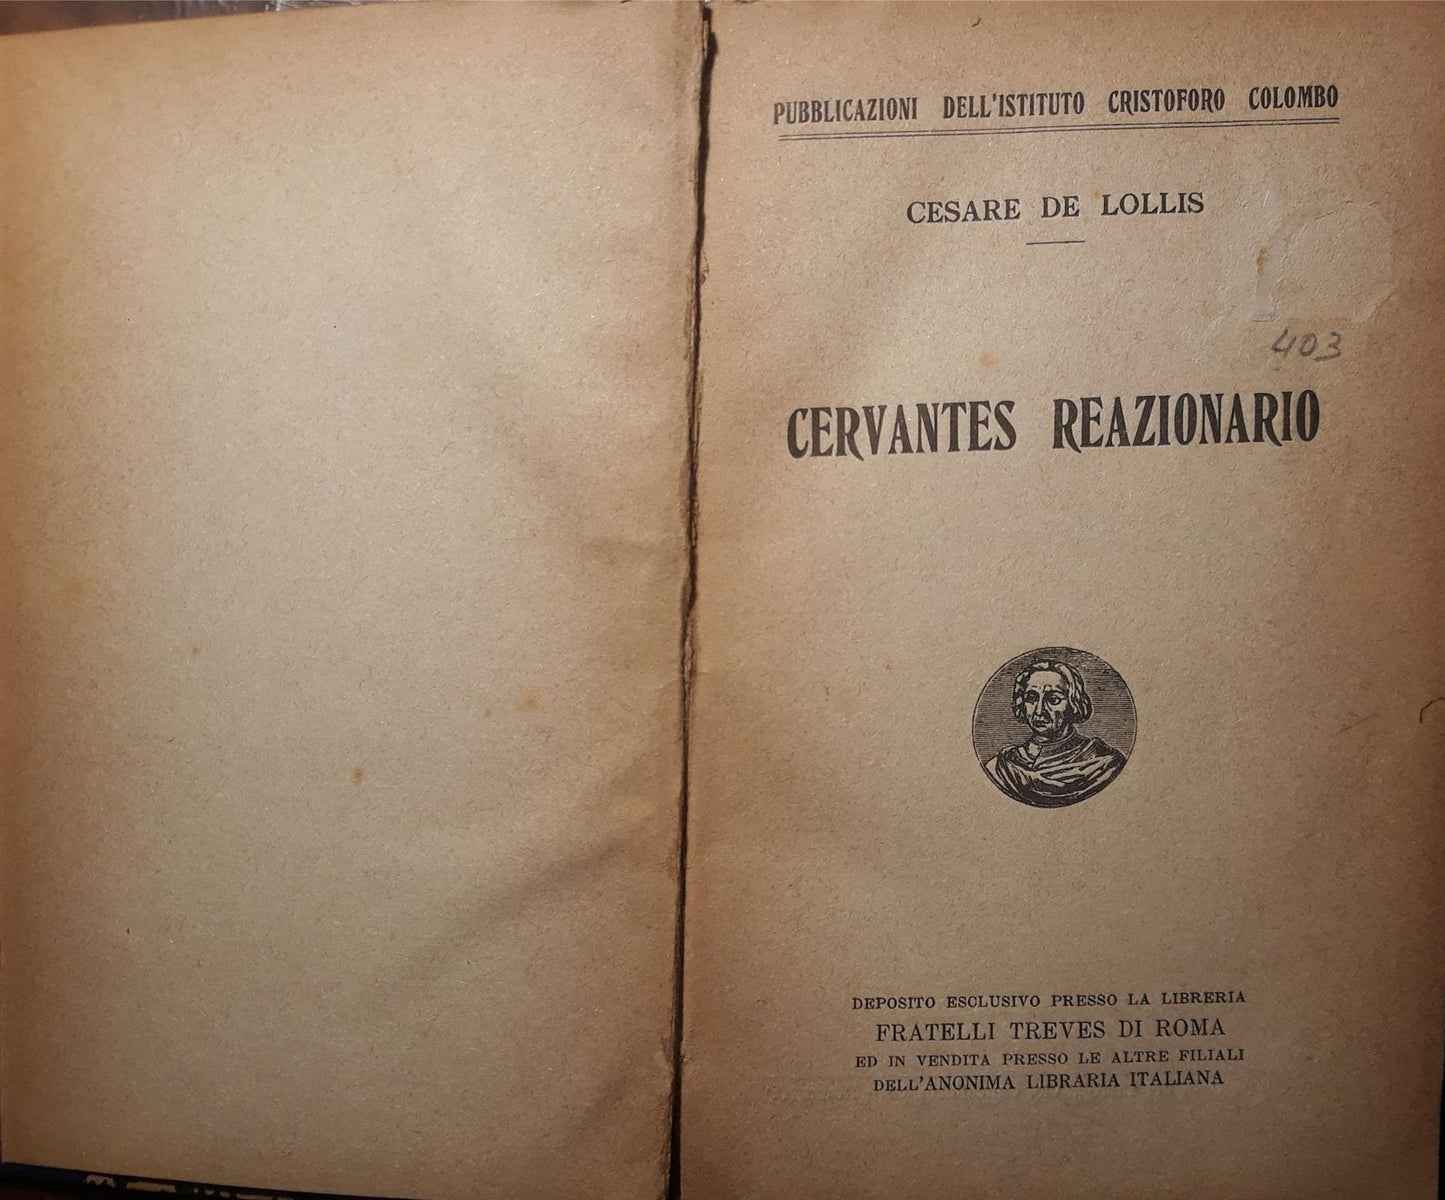 PUBBLICAZIONI DELL'ISTITUTO CRISTOFORO COLOMBO
CESARE DE LOLLIS
403
CERVANTES REAZIONARIO
DEPOSITO ESCLUSIVO PRESSO LA LIBRERIA
FRATELLI TREVES DI ROMA
ED IN VENDITA PRESSO LE ALTRE FILIALI
DELL'ANONIMA LIBRARIA ITALIANA